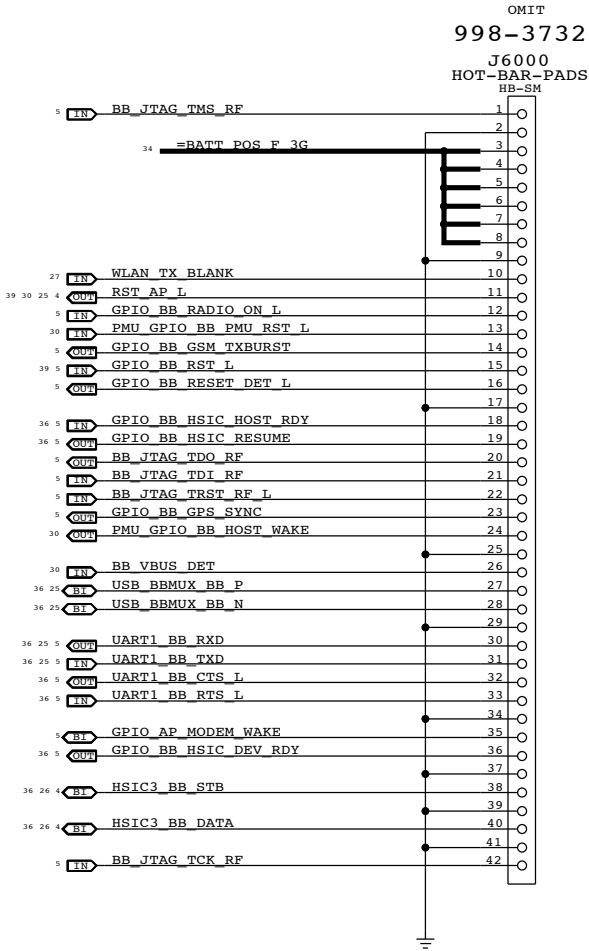 OMIT
998-3732
J6000
HOT-BAR-PADS
HB-SM
5 IN BB_JTAG_TMS_RF 1
2
34 =BATT_POS_F_3G 3
4
5
6
7
8
9
27 IN WLAN_TX_BLANK 10
39 30 25 4 OUT RST_AP_L 11
5 IN GPIO_BB_RADIO_ON_L 12
30 IN PMU_GPIO_BB_PMU_RST_L 13
5 OUT GPIO_BB_GSM_TXBURST 14
39 5 IN GPIO_BB_RST_L 15
5 OUT GPIO_BB_RESET_DET_L 16
17
36 5 IN GPIO_BB_HSIC_HOST_RDY 18
36 5 OUT GPIO_BB_HSIC_RESUME 19
5 OUT BB_JTAG_TDO_RF 20
5 IN BB_JTAG_TDI_RF 21
5 IN BB_JTAG_TRST_RF_L 22
5 OUT GPIO_BB_GPS_SYNC 23
30 OUT PMU_GPIO_BB_HOST_WAKE 24
25
30 IN BB_VBUS_DET 26
36 25 BI USB_BBMUX_BB_P 27
36 25 BI USB_BBMUX_BB_N 28
29
36 25 5 OUT UART1_BB_RXD 30
36 25 5 IN UART1_BB_TXD 31
36 5 OUT UART1_BB_CTS_L 32
36 5 IN UART1_BB_RTS_L 33
34
5 BI GPIO_AP_MODEM_WAKE 35
36 5 OUT GPIO_BB_HSIC_DEV_RDY 36
37
36 26 4 BI HSIC3_BB_STB 38
39
36 26 4 BI HSIC3_BB_DATA 40
41
5 IN BB_JTAG_TCK_RF 42